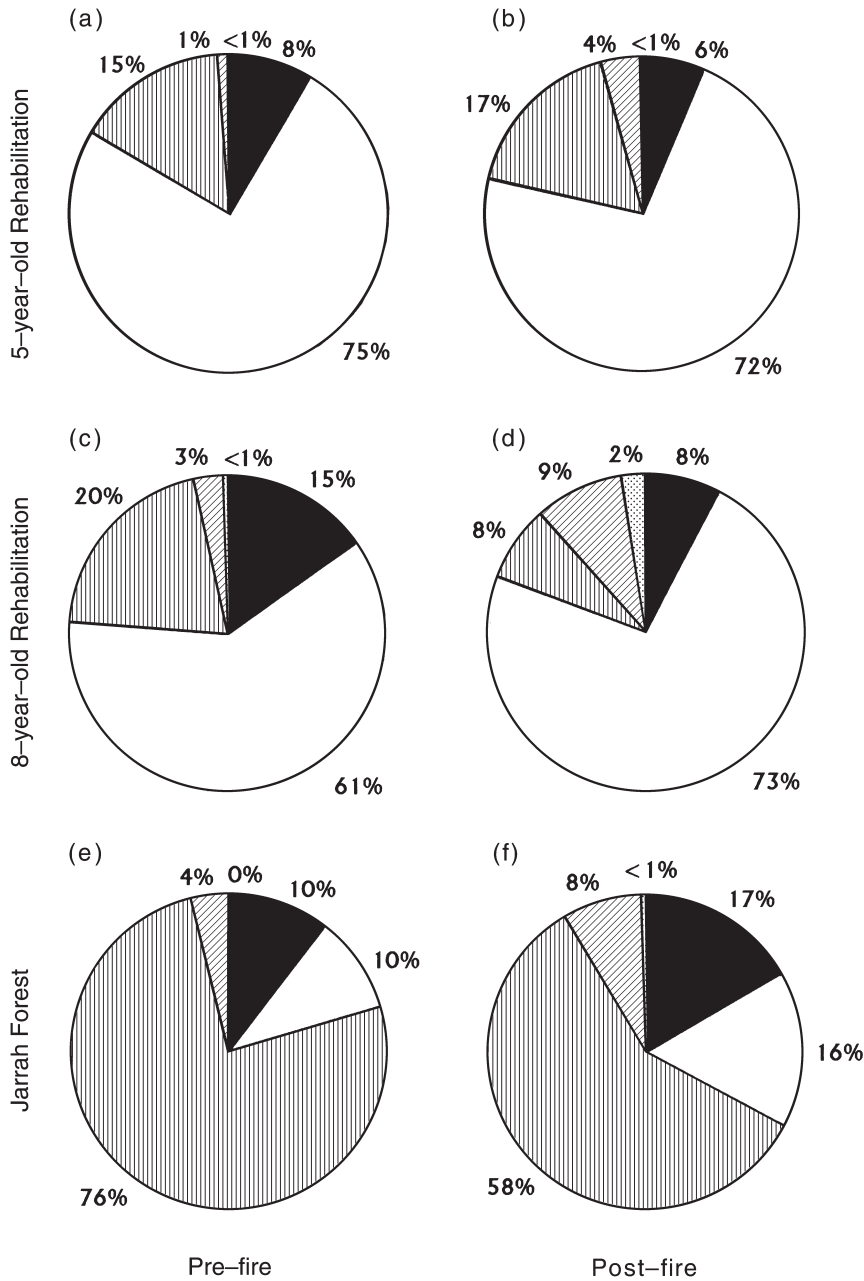 (a)
(b)
1% <1% 8%
15%
4% <1% 6%
17%
75%
72%
5–year–old Rehabilitation
(c)
(d)
3% <1% 15%
20%
9% 2% 8%
8%
61%
73%
8–year–old Rehabilitation
(e)
(f)
4% 0% 10%
10%
76%
8% <1% 17%
16%
58%
Jarrah Forest
Pre–fire
Post–fire